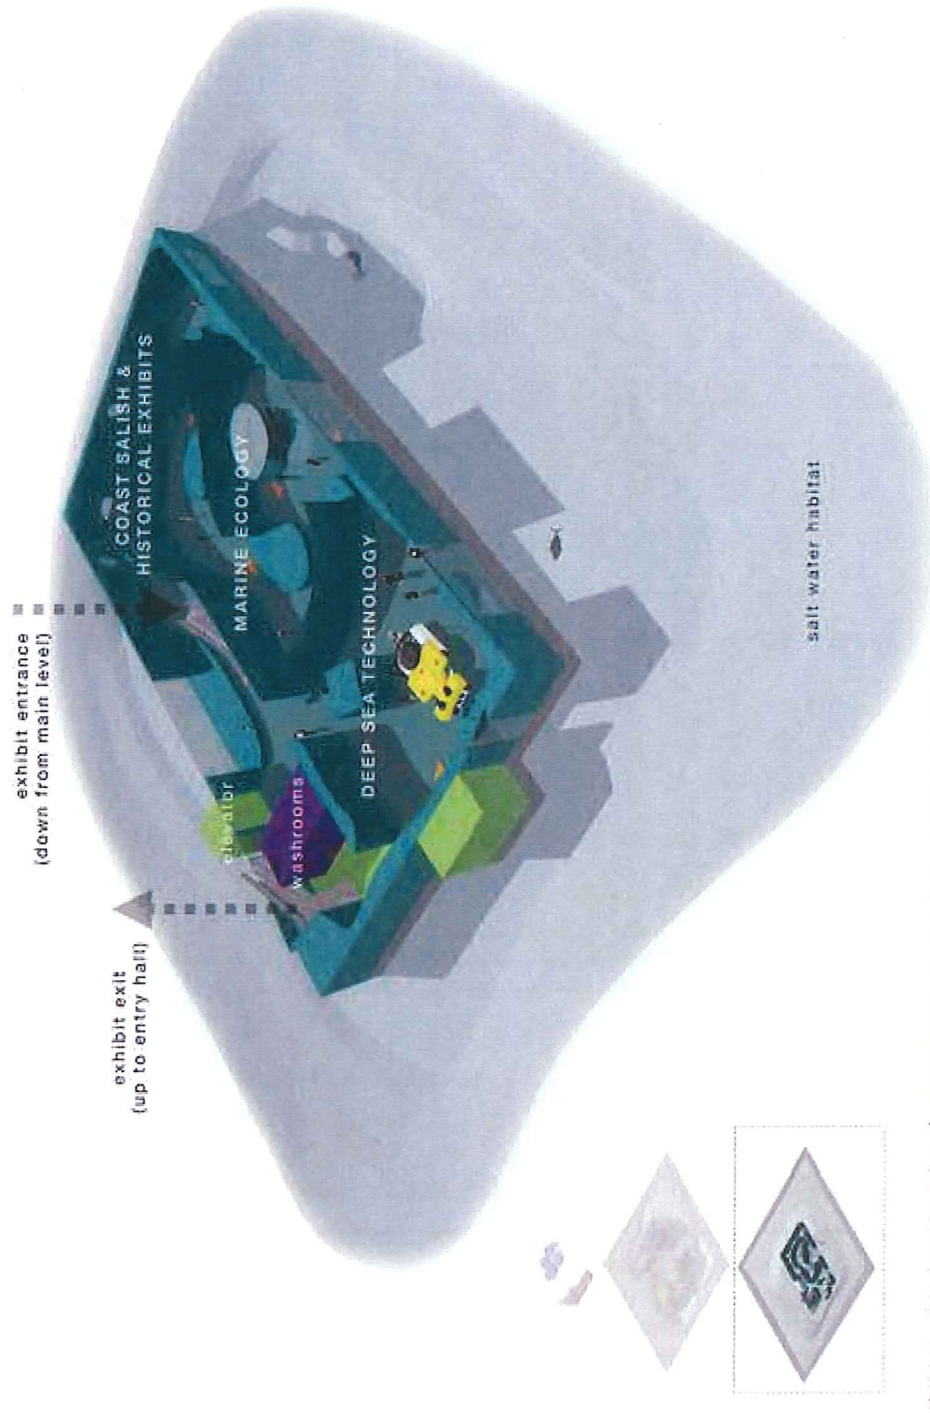 exhibit entrance
(down from main level)
exhibit exit
(up to entry hall)
COAST SALISH &
HISTORICAL EXHIBITS
MARINE ECOLOGY
DEEP SEA TECHNOLOGY
elevator
washrooms
salt water habitat